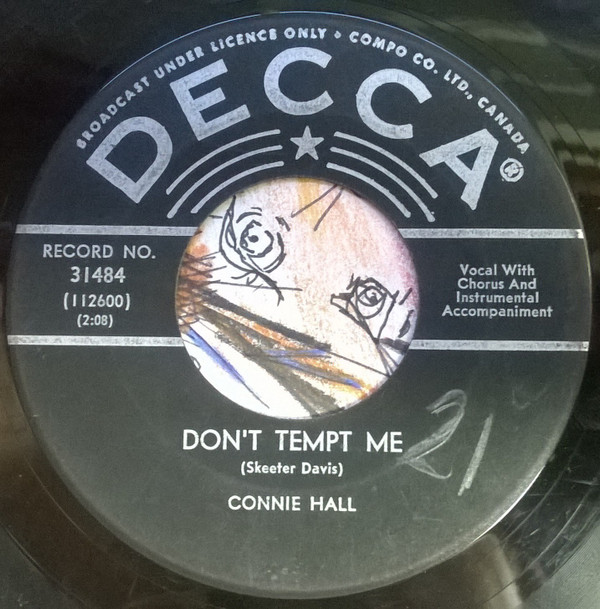 BROADCAST UNDER LICENCE ONLY • COMPO CO. LTD., CANADA
DECCA®
RECORD NO.
31484
(112600)
(2:08)
Vocal With
Chorus And
Instrumental
Accompaniment
DON'T TEMPT ME
(Skeeter Davis)
CONNIE HALL
21